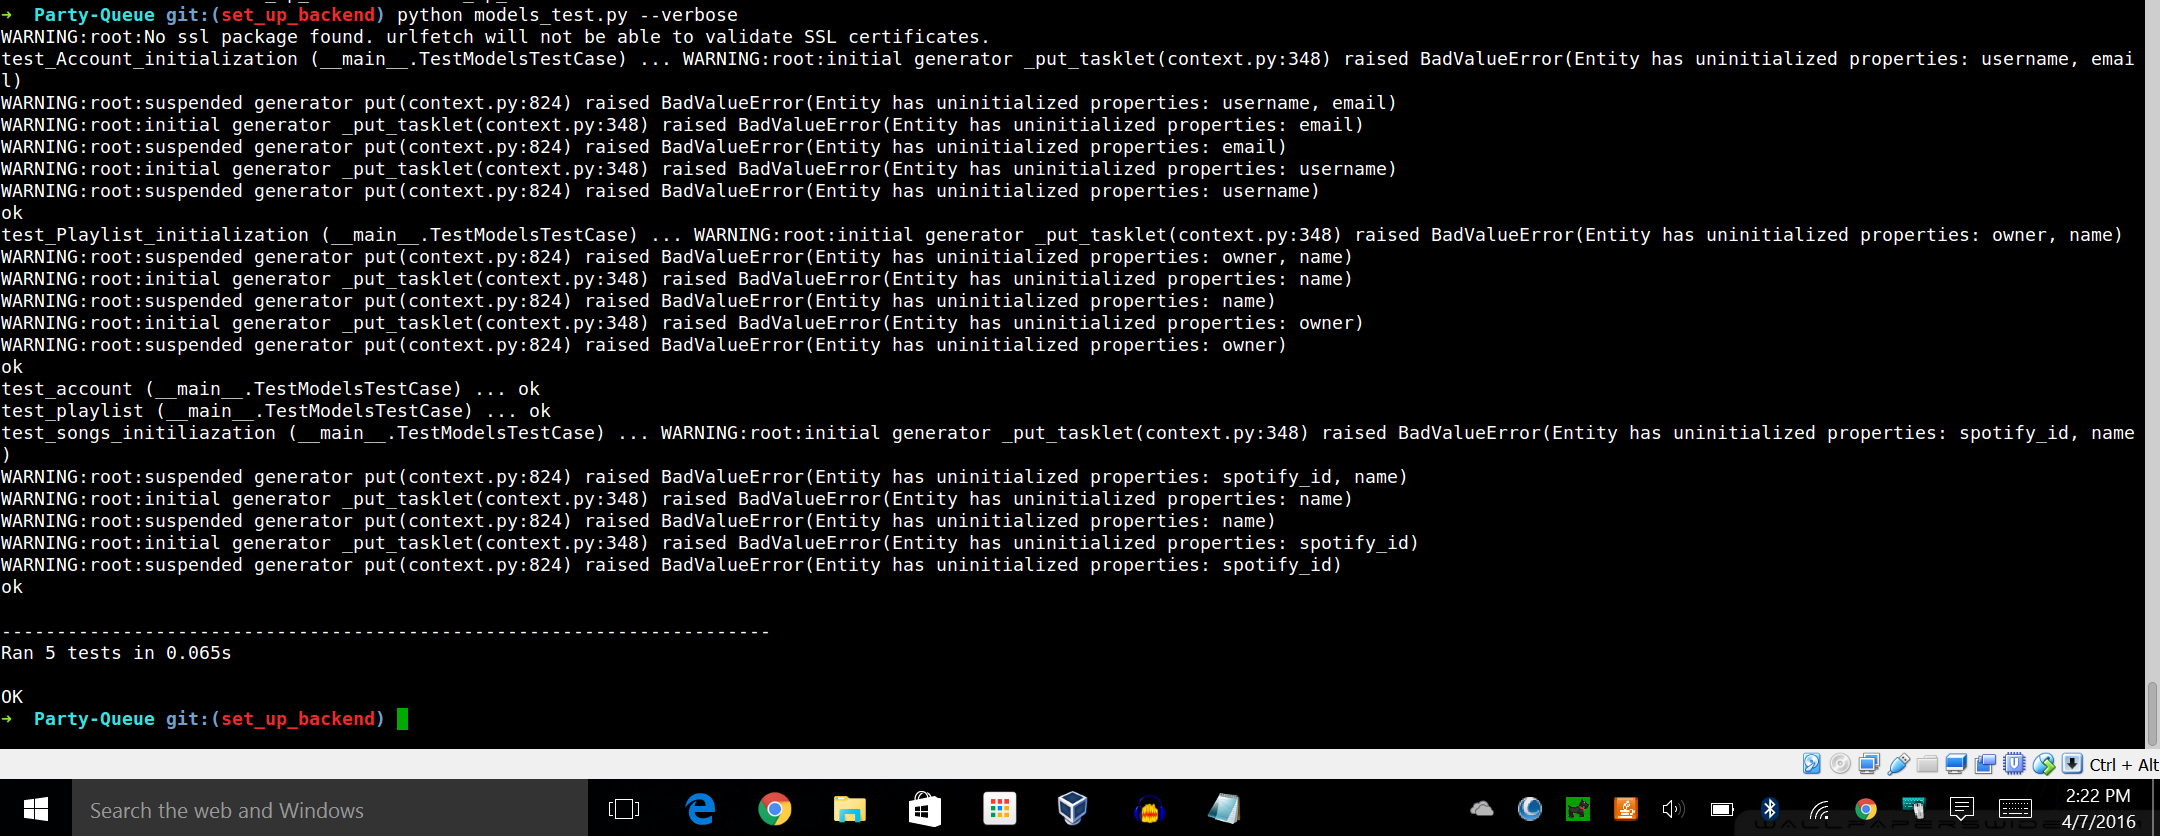 ➜  Party-Queue git:(set_up_backend) python models_test.py --verbose
WARNING:root:No ssl package found. urlfetch will not be able to validate SSL certificates.
test_Account_initialization (__main__.TestModelsTestCase) ... WARNING:root:initial generator _put_tasklet(context.py:348) raised BadValueError(Entity has uninitialized properties: username, emai
l)
WARNING:root:suspended generator put(context.py:824) raised BadValueError(Entity has uninitialized properties: username, email)
WARNING:root:initial generator _put_tasklet(context.py:348) raised BadValueError(Entity has uninitialized properties: email)
WARNING:root:suspended generator put(context.py:824) raised BadValueError(Entity has uninitialized properties: email)
WARNING:root:initial generator _put_tasklet(context.py:348) raised BadValueError(Entity has uninitialized properties: username)
WARNING:root:suspended generator put(context.py:824) raised BadValueError(Entity has uninitialized properties: username)
ok
test_Playlist_initialization (__main__.TestModelsTestCase) ... WARNING:root:initial generator _put_tasklet(context.py:348) raised BadValueError(Entity has uninitialized properties: owner, name)
WARNING:root:suspended generator put(context.py:824) raised BadValueError(Entity has uninitialized properties: owner, name)
WARNING:root:initial generator _put_tasklet(context.py:348) raised BadValueError(Entity has uninitialized properties: name)
WARNING:root:suspended generator put(context.py:824) raised BadValueError(Entity has uninitialized properties: name)
WARNING:root:initial generator _put_tasklet(context.py:348) raised BadValueError(Entity has uninitialized properties: owner)
WARNING:root:suspended generator put(context.py:824) raised BadValueError(Entity has uninitialized properties: owner)
ok
test_account (__main__.TestModelsTestCase) ... ok
test_playlist (__main__.TestModelsTestCase) ... ok
test_songs_initiliazation (__main__.TestModelsTestCase) ... WARNING:root:initial generator _put_tasklet(context.py:348) raised BadValueError(Entity has uninitialized properties: spotify_id, name
)
WARNING:root:suspended generator put(context.py:824) raised BadValueError(Entity has uninitialized properties: spotify_id, name)
WARNING:root:initial generator _put_tasklet(context.py:348) raised BadValueError(Entity has uninitialized properties: name)
WARNING:root:suspended generator put(context.py:824) raised BadValueError(Entity has uninitialized properties: name)
WARNING:root:initial generator _put_tasklet(context.py:348) raised BadValueError(Entity has uninitialized properties: spotify_id)
WARNING:root:suspended generator put(context.py:824) raised BadValueError(Entity has uninitialized properties: spotify_id)
ok
----------------------------------------------------------------------
Ran 5 tests in 0.065s
OK
➜  Party-Queue git:(set_up_backend)
Ctrl + Alt
Search the web and Windows
2:22 PM
4/7/2016